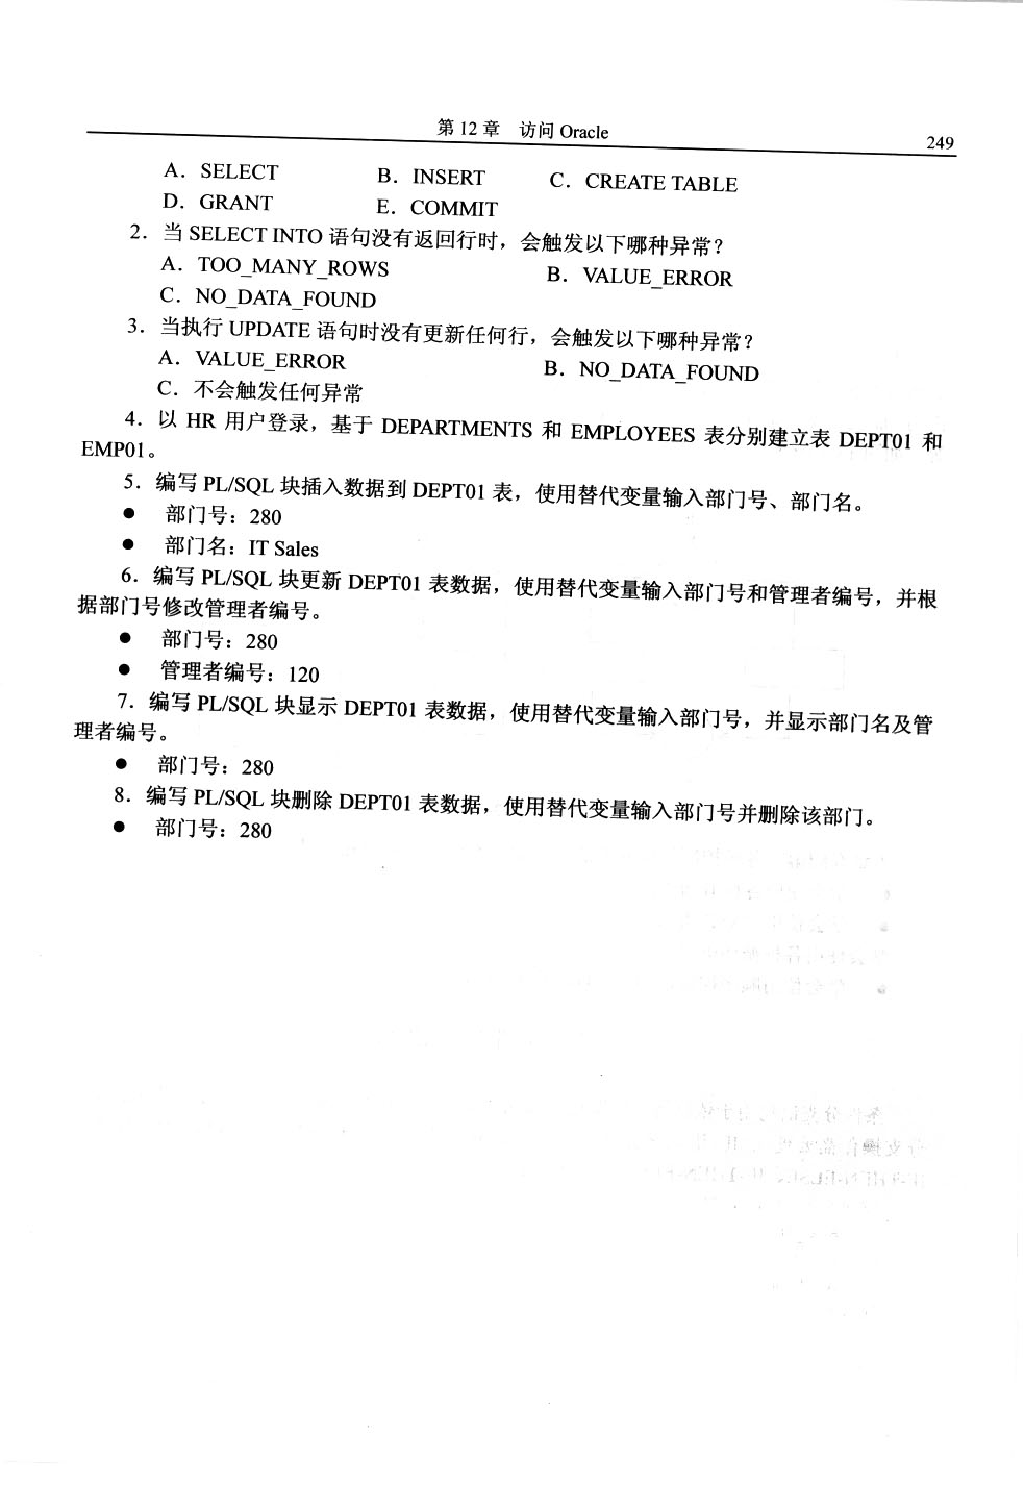 第 12 章　访问 Oracle
249
A．SELECT　B．INSERT　C．CREATE TABLE
D．GRANT　E．COMMIT
2．当 SELECT INTO 语句没有返回行时，会触发以下哪种异常？
A．TOO_MANY_ROWS　B．VALUE_ERROR
C．NO_DATA_FOUND
3．当执行 UPDATE 语句时没有更新任何行，会触发以下哪种异常？
A．VALUE_ERROR　B．NO_DATA_FOUND
C．不会触发任何异常
4．以 HR 用户登录，基于 DEPARTMENTS 和 EMPLOYEES 表分别建立表 DEPT01 和
EMP01。
5．编写 PL/SQL 块插入数据到 DEPT01 表，使用替代变量输入部门号、部门名。
● 部门号：280
● 部门名：IT Sales
6．编写 PL/SQL 块更新 DEPT01 表数据，使用替代变量输入部门号和管理者编号，并根
据部门号修改管理者编号。
● 部门号：280
● 管理者编号：120
7．编写 PL/SQL 块显示 DEPT01 表数据，使用替代变量输入部门号，并显示部门名及管
理者编号。
● 部门号：280
8．编写 PL/SQL 块删除 DEPT01 表数据，使用替代变量输入部门号并删除该部门。
● 部门号：280